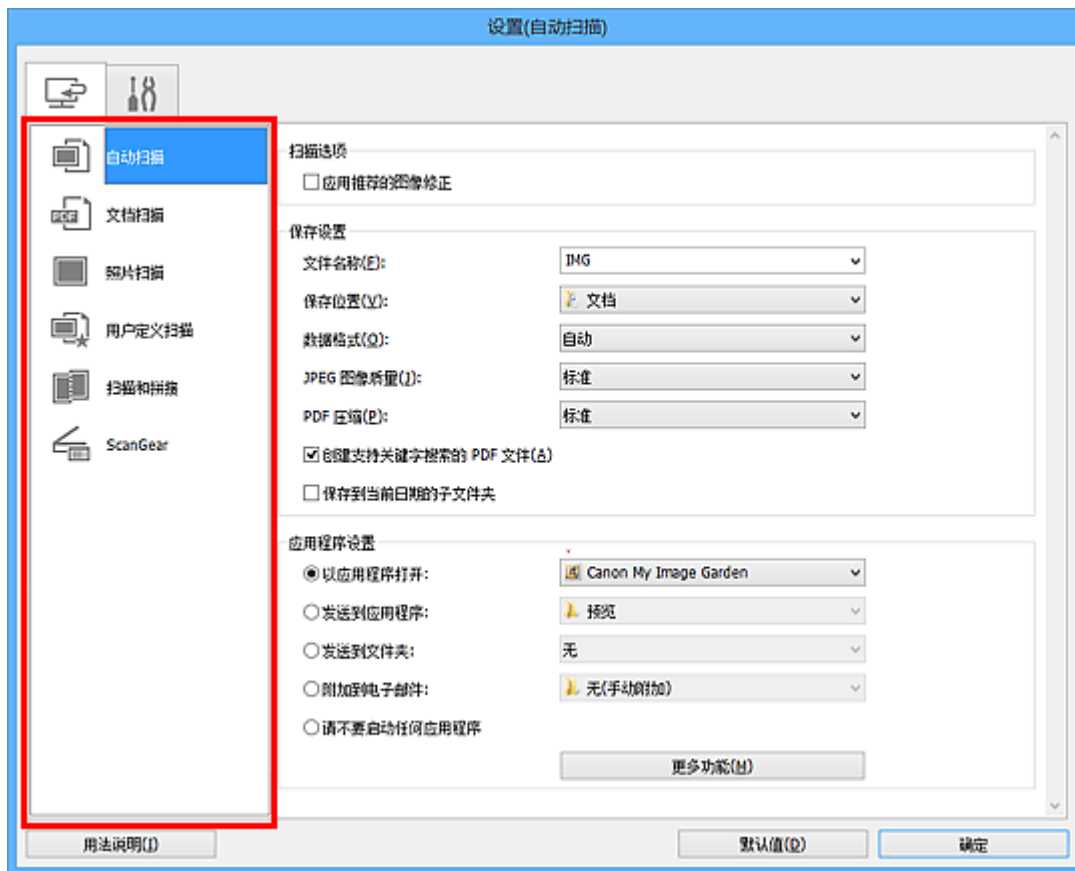 设置(自动扫描)
自动扫描
PDF
文档扫描
照片扫描
用户定义扫描
扫描和拼接
ScanGear
扫描选项
应用推荐的图像修正
保存设置
文件名称(F): IMG
保存位置(V): 文档
数据格式(O): 自动
JPEG 图像质量(J): 标准
PDF 压缩(P): 标准
创建支持关键字搜索的 PDF 文件(A)
保存到当前日期的子文件夹
应用程序设置
以应用程序打开: Canon My Image Garden
发送到应用程序: 预览
发送到文件夹: 无
附加到电子邮件: 无(手动附加)
请不要启动任何应用程序
更多功能(M)
用法说明(I) 默认值(D) 确定